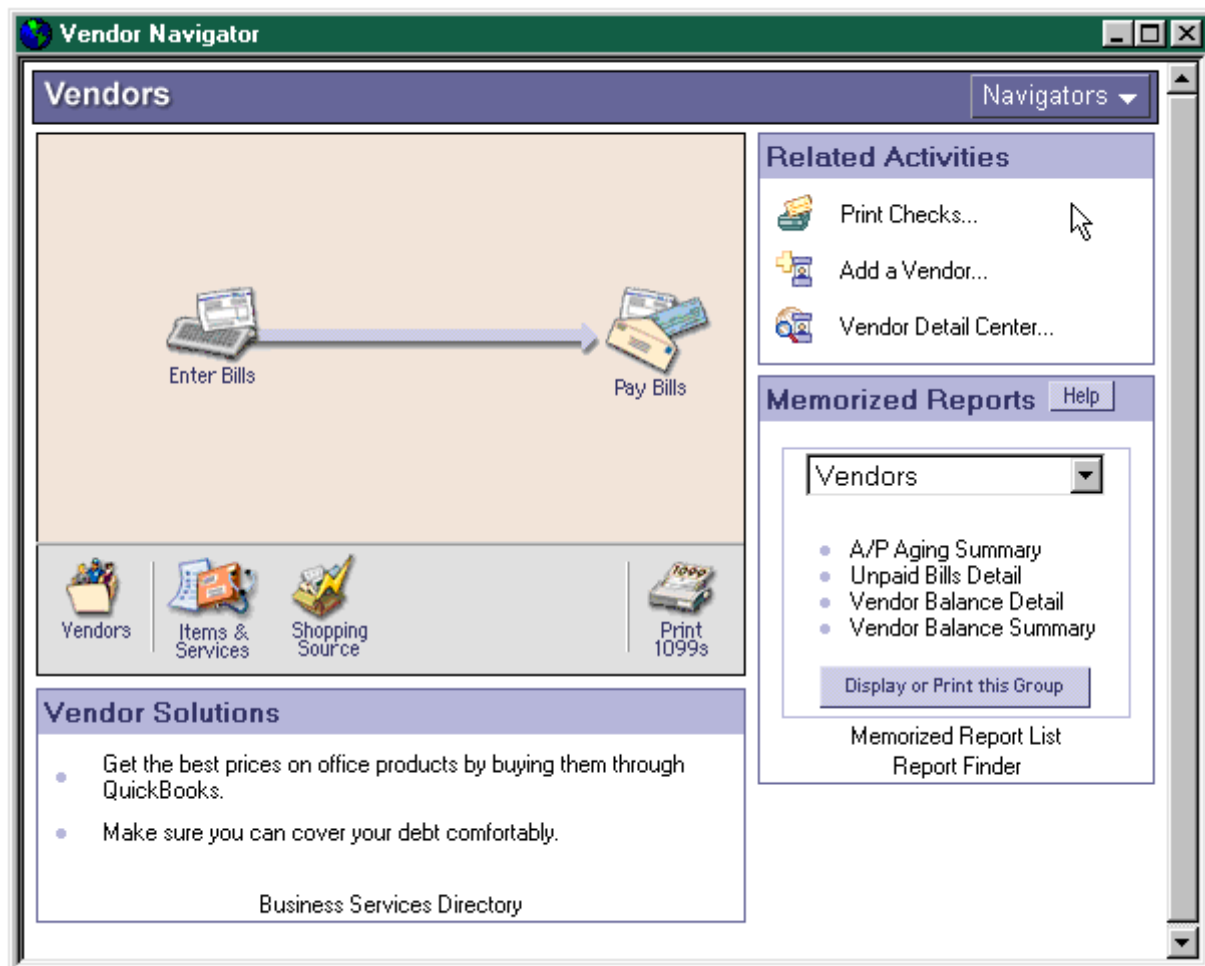 Vendor Navigator
Vendors
Navigators
Enter Bills
Pay Bills
Vendors
Items &
Services
Shopping
Source
1099
Print
1099s
Vendor Solutions
Get the best prices on office products by buying them through
QuickBooks.
Make sure you can cover your debt comfortably.
Business Services Directory
Related Activities
Print Checks...
Add a Vendor...
Vendor Detail Center...
Memorized Reports
Help
Vendors
A/P Aging Summary
Unpaid Bills Detail
Vendor Balance Detail
Vendor Balance Summary
Display or Print this Group
Memorized Report List
Report Finder